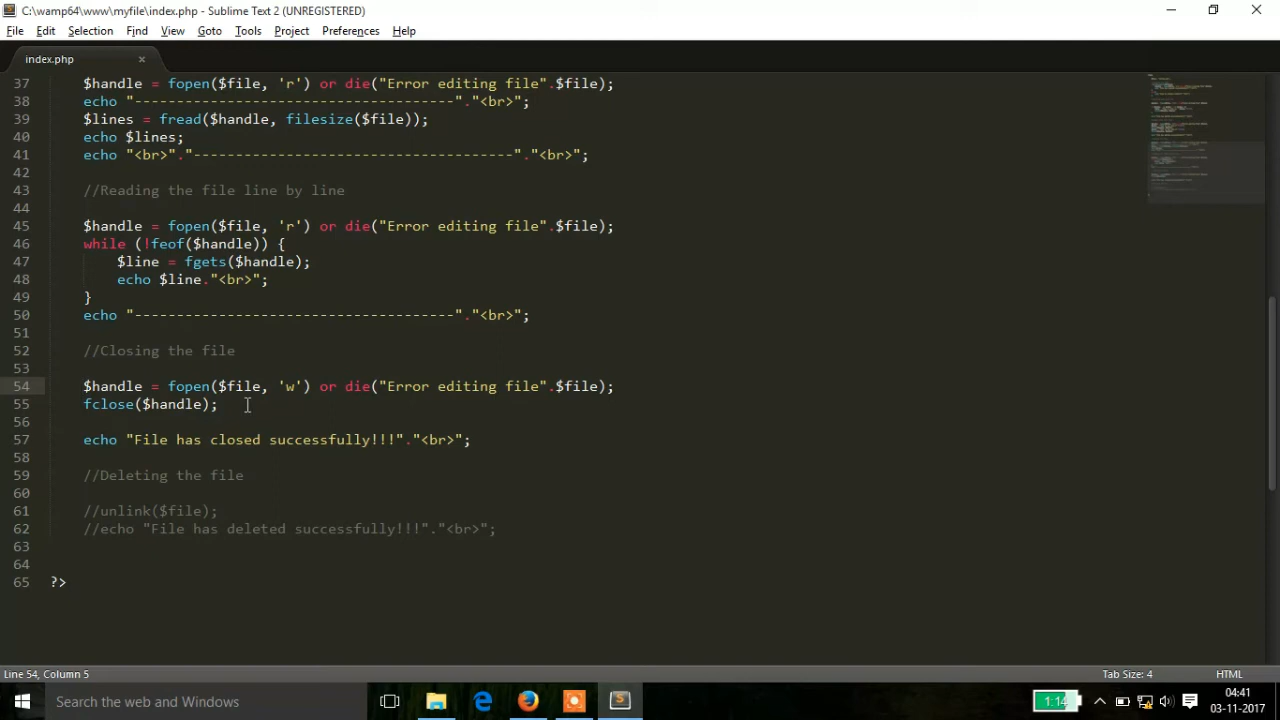 C:\wamp64\www\myfile\index.php - Sublime Text 2 (UNREGISTERED)
File Edit Selection Find View Goto Tools Project Preferences Help
index.php
37 $handle = fopen($file, 'r') or die("Error editing file".$file);
38 echo "--------------------------------------"."<br>";
39 $lines = fread($handle, filesize($file));
40 echo $lines;
41 echo "<br>"."--------------------------------------"."<br>";
42
43 //Reading the file line by line
44
45 $handle = fopen($file, 'r') or die("Error editing file".$file);
46 while (!feof($handle)) {
47 $line = fgets($handle);
48 echo $line."<br>";
49 }
50 echo "--------------------------------------"."<br>";
51
52 //Closing the file
53
54 $handle = fopen($file, 'w') or die("Error editing file".$file);
55 fclose($handle);
56
57 echo "File has closed successfully!!!"."<br>";
58
59 //Deleting the file
60
61 //unlink($file);
62 //echo "File has deleted successfully!!!"."<br>";
63
64
65 ?>
Line 54, Column 5 Tab Size: 4 HTML
Search the web and Windows
1:14
04:41
03-11-2017